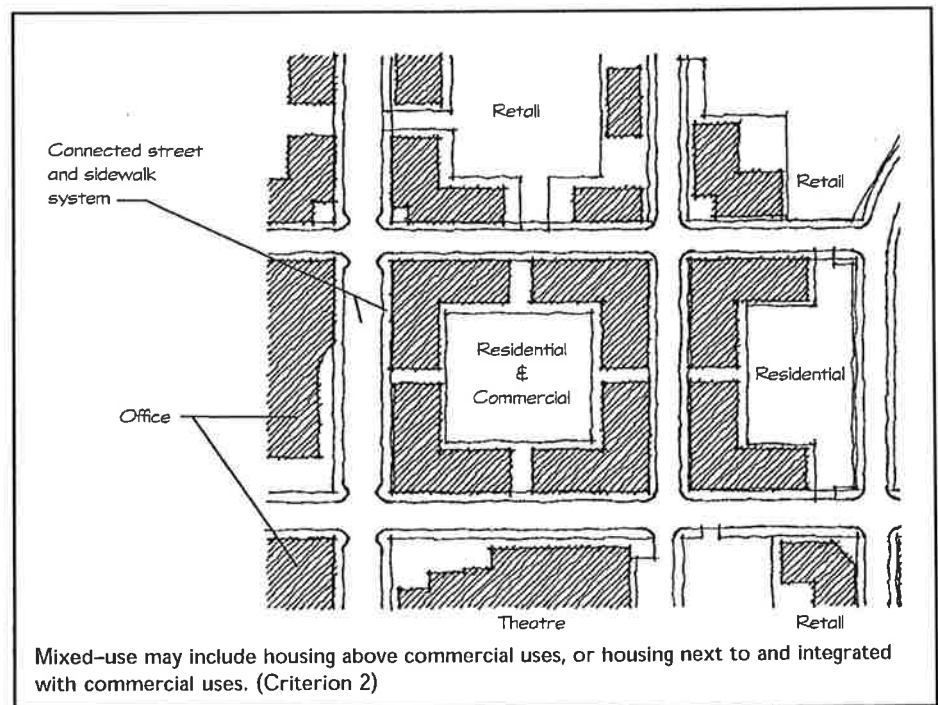 Retail
Connected street
and sidewalk
system
Retail
Residential
&
Commercial
Residential
Office
Theatre
Retail
Mixed-use may include housing above commercial uses, or housing next to and integrated
with commercial uses. (Criterion 2)